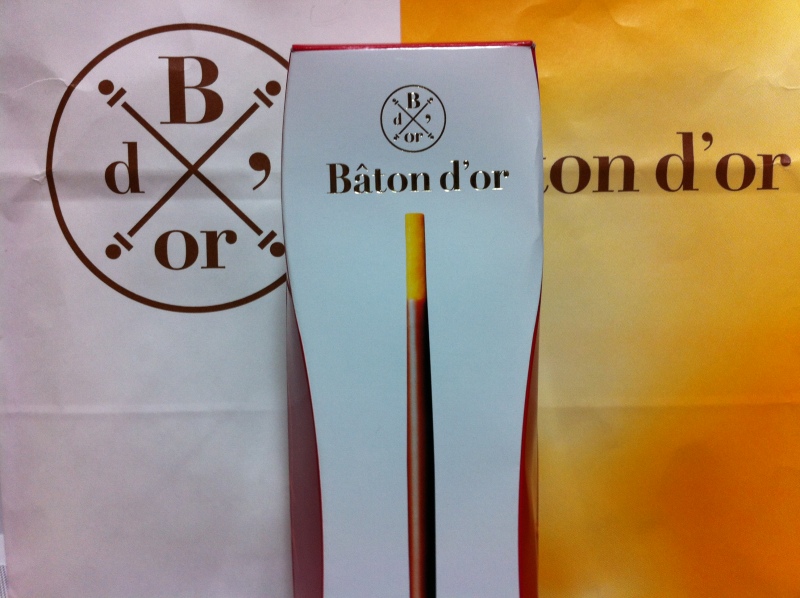 B
d ,
or
B
d ,
or
Bâton d’or
ton d’or